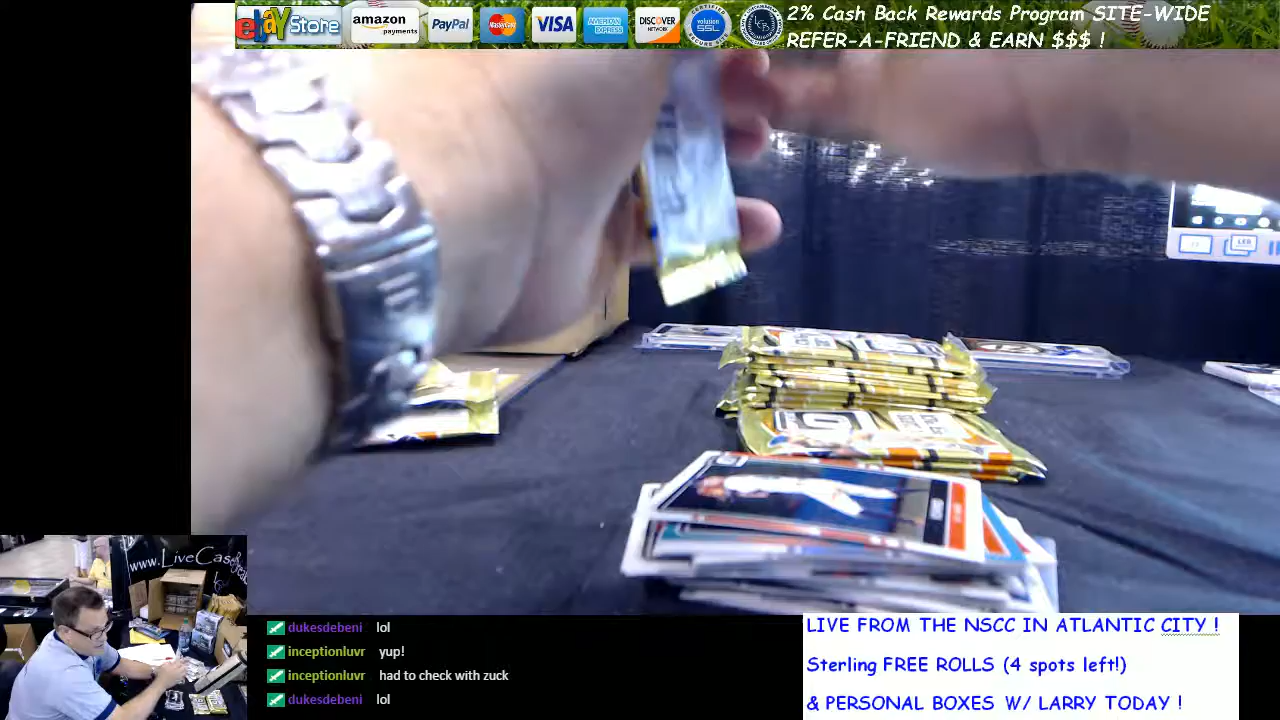 ebay Store
amazon
payments
PayPal
MasterCard
VISA
AMERICAN
EXPRESS
DISCOVER
NETWORK
SSL
2% Cash Back Rewards Program SITE-WIDE
REFER-A-FRIEND & EARN $$$ !
www.LiveCase
dukesdebeni lol
inceptionluvr yup!
inceptionluvr had to check with zuck
dukesdebeni lol
LIVE FROM THE NSCC IN ATLANTIC CITY !
Sterling FREE ROLLS (4 spots left!)
& PERSONAL BOXES W/ LARRY TODAY !